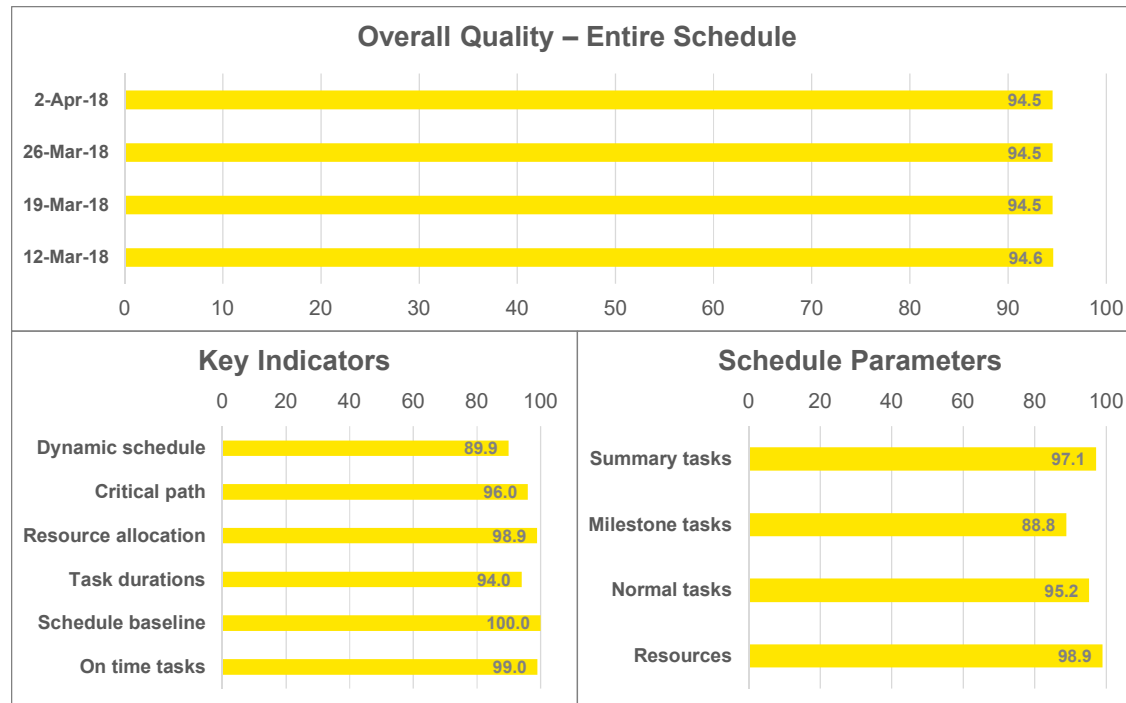 Overall Quality – Entire Schedule
2-Apr-18
94.5
26-Mar-18
94.5
19-Mar-18
94.5
12-Mar-18
94.6
0 10 20 30 40 50 60 70 80 90 100
Key Indicators
0 20 40 60 80 100
Dynamic schedule
89.9
Critical path
96.0
Resource allocation
98.9
Task durations
94.0
Schedule baseline
100.0
On time tasks
99.0
Schedule Parameters
0 20 40 60 80 100
Summary tasks
97.1
Milestone tasks
88.8
Normal tasks
95.2
Resources
98.9